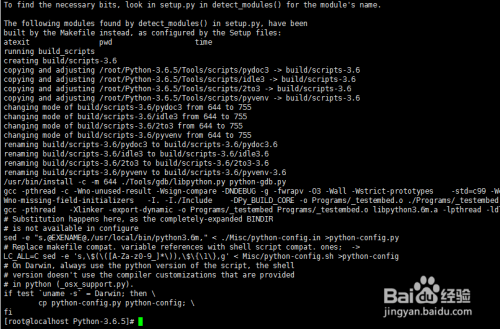 To find the necessary bits, look in setup.py in detect_modules() for the module's name.
The following modules found by detect_modules() in setup.py, have been
built by the Makefile instead, as configured by the Setup files:
atexit pwd time
running build_scripts
creating build/scripts-3.6
copying and adjusting /root/Python-3.6.5/Tools/scripts/pydoc3 -> build/scripts-3.6
copying and adjusting /root/Python-3.6.5/Tools/scripts/idle3 -> build/scripts-3.6
copying and adjusting /root/Python-3.6.5/Tools/scripts/2to3 -> build/scripts-3.6
copying and adjusting /root/Python-3.6.5/Tools/scripts/pyvenv -> build/scripts-3.6
changing mode of build/scripts-3.6/pydoc3 from 644 to 755
changing mode of build/scripts-3.6/idle3 from 644 to 755
changing mode of build/scripts-3.6/2to3 from 644 to 755
changing mode of build/scripts-3.6/pyvenv from 644 to 755
renaming build/scripts-3.6/pydoc3 to build/scripts-3.6/pydoc3.6
renaming build/scripts-3.6/idle3 to build/scripts-3.6/idle3.6
renaming build/scripts-3.6/2to3 to build/scripts-3.6/2to3-3.6
renaming build/scripts-3.6/pyvenv to build/scripts-3.6/pyvenv-3.6
/usr/bin/install -c -m 644 ./Tools/gdb/libpython.py python-gdb.py
gcc -pthread -c -Wno-unused-result -Wsign-compare -DNDEBUG -g -fwrapv -O3 -Wall -Wstrict-prototypes -std=c99 -W
Wno-missing-field-initializers -I. -I./Include -DPy_BUILD_CORE -o Programs/_testembed.o ./Programs/_testembed
gcc -pthread -Xlinker -export-dynamic -o Programs/_testembed Programs/_testembed.o libpython3.6m.a -lpthread -ld
# Substitution happens here, as the completely-expanded BINDIR
# is not available in configure
sed -e "s,@EXENAME@,/usr/local/bin/python3.6m," < ./Misc/python-config.in >python-config.py
# Replace makefile compat. variable references with shell script compat. ones; ->
LC_ALL=C sed -e 's,\$(\([A-Za-z0-9_]*\)),\$\{\1\},g' < Misc/python-config.sh >python-config
# On Darwin, always use the python version of the script, the shell
# version doesn't use the compiler customizations that are provided
# in python (_osx_support.py).
if test `uname -s` = Darwin; then \
cp python-config.py python-config; \
fi
[root@localhost Python-3.6.5]#
Baidu 经验
jingyan.baidu.com